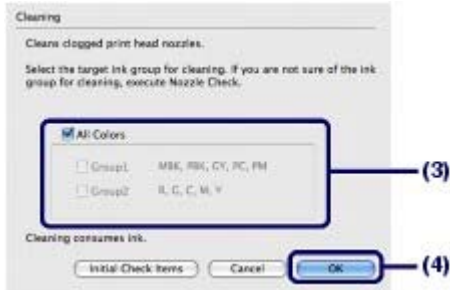 Cleaning
Cleans clogged print head nozzles.
Select the target ink group for cleaning. If you are not sure of the ink
group for cleaning, execute Nozzle Check.
All Colors
Group1 MBK, PBK, GY, PC, PM
Group2 R, G, C, M, Y
(3)
Cleaning consumes ink.
Initial Check Items Cancel OK (4)